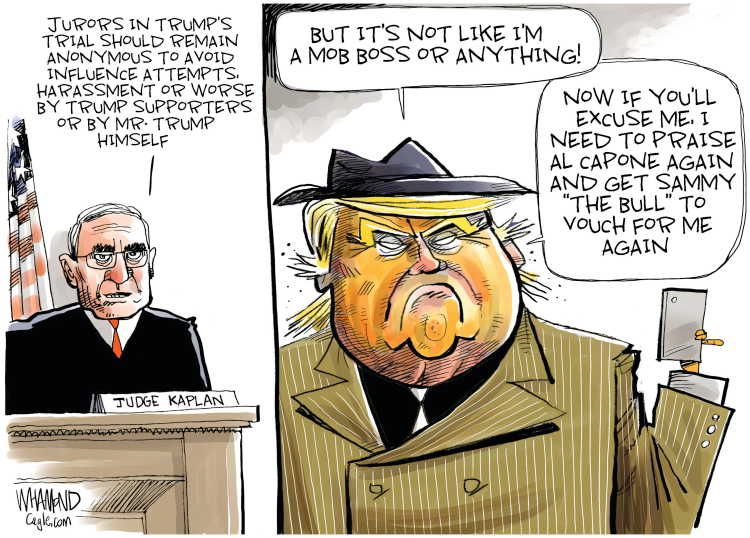 JURORS IN TRUMP'S
TRIAL SHOULD REMAIN
ANONYMOUS TO AVOID
INFLUENCE ATTEMPTS,
HARASSMENT OR WORSE
BY TRUMP SUPPORTERS
OR BY MR. TRUMP
HIMSELF
JUDGE KAPLAN
WHAMOND
Cagle.com
BUT IT'S NOT LIKE I'M
A MOB BOSS OR ANYTHING!
NOW IF YOU'LL
EXCUSE ME, I
NEED TO PRAISE
AL CAPONE AGAIN
AND GET SAMMY
"THE BULL" TO
VOUCH FOR ME
AGAIN